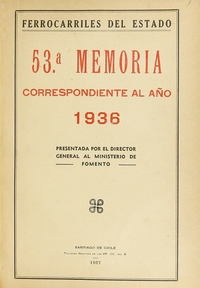 FERROCARRILES DEL ESTADO
53.ª MEMORIA
CORRESPONDIENTE AL AÑO
1936
PRESENTADA POR EL DIRECTOR
GENERAL AL MINISTERIO DE
FOMENTO
SANTIAGO DE CHILE
1937